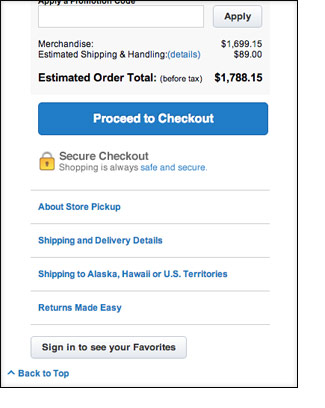 Apply a Promotion Code
Apply
Merchandise: $1,699.15
Estimated Shipping & Handling:(details) $89.00
Estimated Order Total: (before tax) $1,788.15
Proceed to Checkout
Secure Checkout
Shopping is always safe and secure.
About Store Pickup
Shipping and Delivery Details
Shipping to Alaska, Hawaii or U.S. Territories
Returns Made Easy
Sign in to see your Favorites
Back to Top